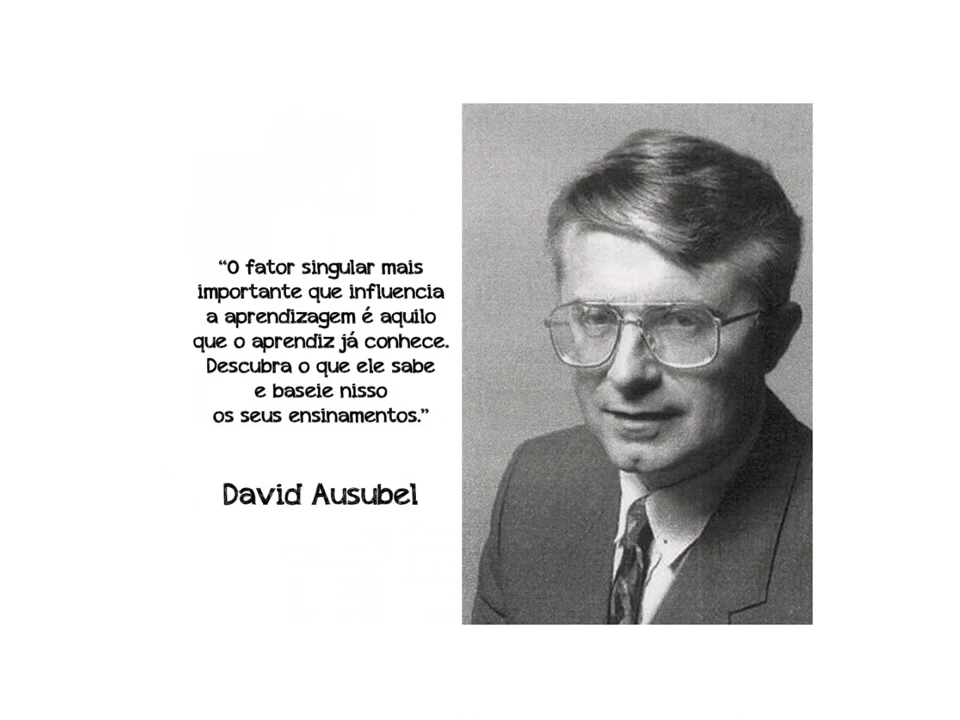 “O fator singular mais
importante que influencia
a aprendizagem é aquilo
que o aprendiz já conhece.
Descubra o que ele sabe
e baseie nisso
os seus ensinamentos.”
David Ausubel